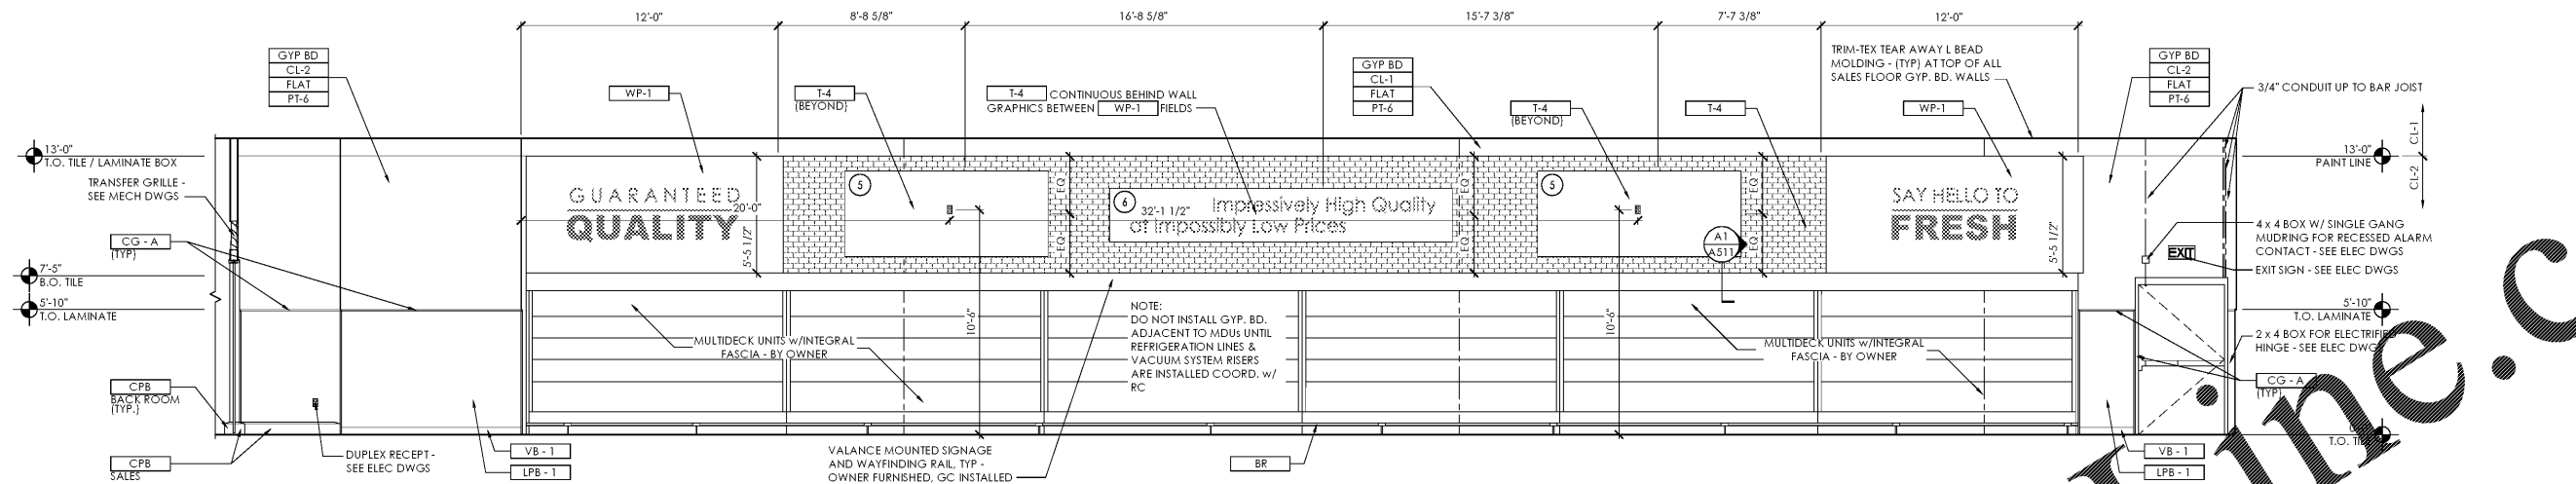 12'-0"
8'-8 5/8"
16'-8 5/8"
15'-7 3/8"
7'-7 3/8"
12'-0"
GYP BD
CL-2
FLAT
PT-6
WP-1
T-4
(BEYOND)
T-4 CONTINUOUS BEHIND WALL
GRAPHICS BETWEEN WP-1 FIELDS
GYP BD
CL-1
FLAT
PT-6
T-4
(BEYOND)
T-4
TRIM-TEX TEAR AWAY L BEAD
MOLDING - (TYP) AT TOP OF ALL
SALES FLOOR GYP. BD. WALLS
WP-1
GYP BD
CL-2
FLAT
PT-6
3/4" CONDUIT UP TO BAR JOIST
CL-1
CL-2
13'-0"
T.O. TILE / LAMINATE BOX
13'-0"
PAINT LINE
TRANSFER GRILLE -
SEE MECH DWGS
CG - A
(TYP)
7'-5"
B.O. TILE
5'-10"
T.O. LAMINATE
GUARANTEED
QUALITY
20'-0"
5'-5 1/2"
5
EQ
EQ
6
32'-1 1/2"
Impressively High Quality
at Impossibly Low Prices
EQ
EQ
5
A1
A511
EQ
EQ
SAY HELLO TO
FRESH
5'-5 1/2"
EXIT
4 x 4 BOX W/ SINGLE GANG
MUDRING FOR RECESSED ALARM
CONTACT - SEE ELEC DWGS
EXIT SIGN - SEE ELEC DWGS
5'-10"
T.O. LAMINATE
2 x 4 BOX FOR ELECTRIFIED
HINGE - SEE ELEC DWGS
CG - A
(TYP)
T.O. TILE
10'-6"
10'-6"
NOTE:
DO NOT INSTALL GYP. BD.
ADJACENT TO MDUs UNTIL
REFRIGERATION LINES &
VACUUM SYSTEM RISERS
ARE INSTALLED COORD. w/
RC
MULTIDECK UNITS w/INTEGRAL
FASCIA - BY OWNER
MULTIDECK UNITS w/INTEGRAL
FASCIA - BY OWNER
CPB
BACK ROOM
(TYP.)
CPB
SALES
DUPLEX RECEPT -
SEE ELEC DWGS
VB - 1
LPB - 1
VALANCE MOUNTED SIGNAGE
AND WAYFINDING RAIL, TYP -
OWNER FURNISHED, GC INSTALLED
BR
VB - 1
LPB - 1
line.c